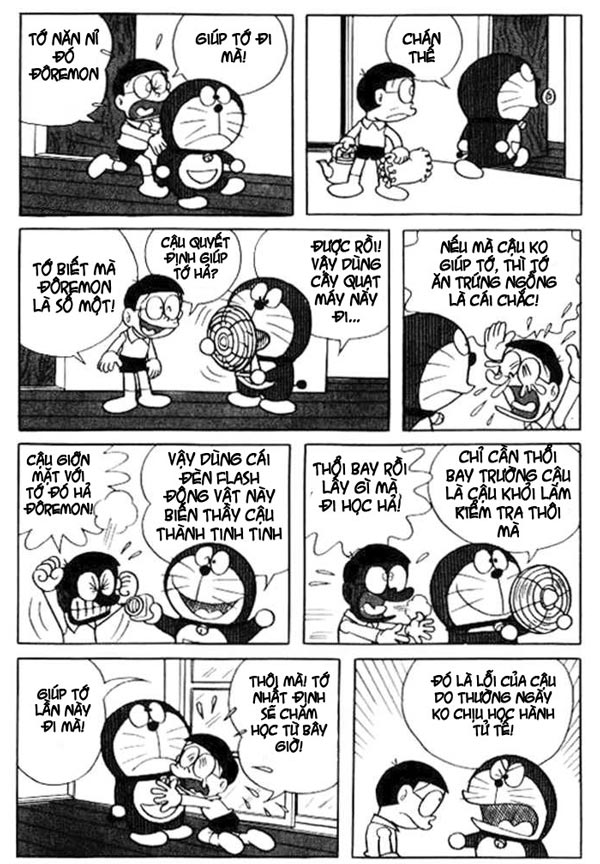 CHÁN
THẾ
GIÚP TỚ ĐI
MÀ!
TỚ NĂN NỈ
ĐÓ
ĐÔREMON
NẾU MÀ CẬU KO
GIÚP TỚ, THÌ TỚ
ĂN TRỨNG NGỖNG
LÀ CÁI CHẮC!
ĐƯỢC RỒI!
VẬY DÙNG
CÂY QUẠT
MÁY NÀY
ĐI...
CẬU QUYẾT
ĐỊNH GIÚP
TỚ HẢ?
TỚ BIẾT MÀ
ĐÔREMON
LÀ SỐ MỘT!
CHỈ CẦN THỔI
BAY TRƯỜNG CẬU
LÀ CẬU KHỎI LÀM
KIỂM TRA THÔI
MÀ
THỔI BAY RỒI
LẤY GÌ MÀ
ĐI HỌC HẢ!
VẬY DÙNG CÁI
ĐÈN FLASH
ĐỘNG VẬT NÀY
BIẾN THẦY CẬU
THÀNH TINH TINH
CẬU GIỠN
MẶT VỚI
TỚ ĐÓ HẢ
ĐÔREMON!
ĐÓ LÀ LỖI CỦA CẬU
DO THƯỜNG NGÀY
KO CHỊU HỌC HÀNH
TỬ TẾ!
THÔI MÀ! TỚ
NHẤT ĐỊNH
SẼ CHĂM
HỌC TỪ BÂY
GIỜ!
GIÚP TỚ
LẦN NÀY
ĐI MÀ!